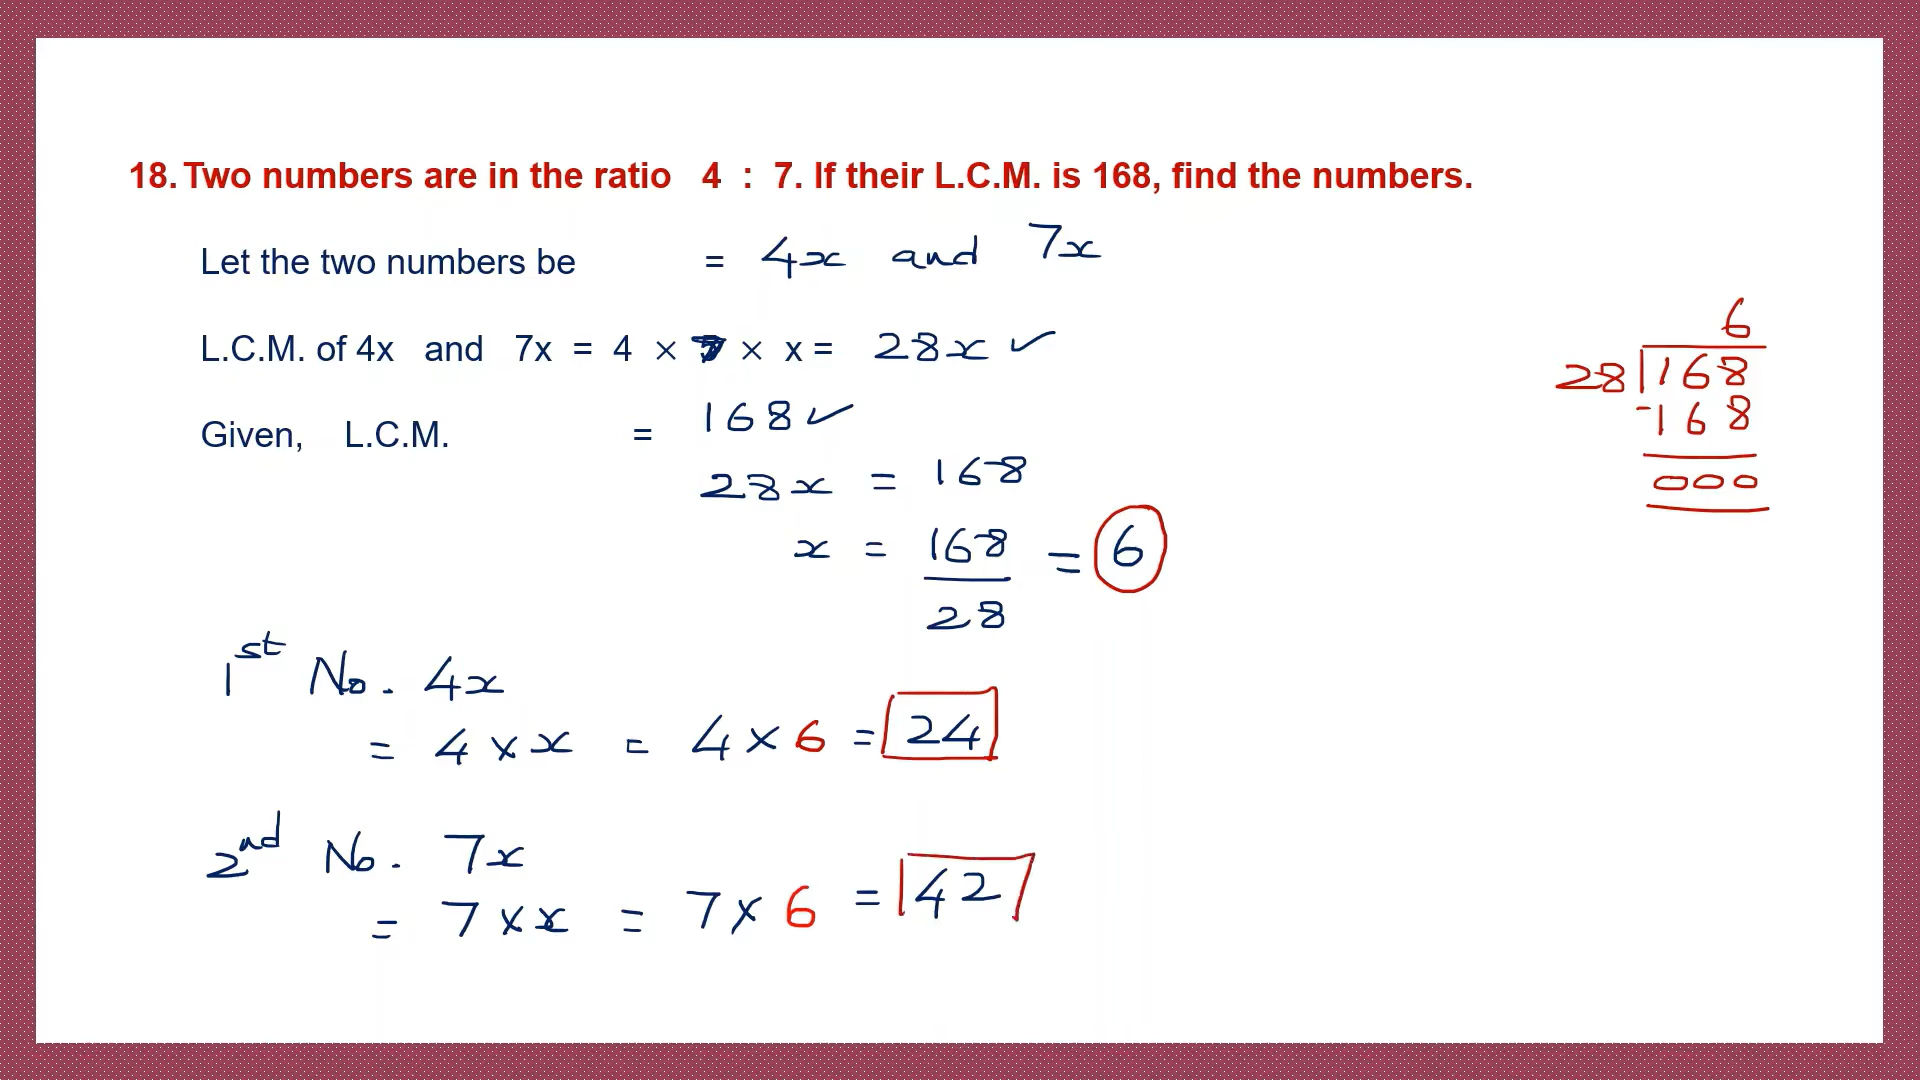 18. Two numbers are in the ratio 4 : 7. If their L.C.M. is 168, find the numbers.
Let the two numbers be = 4x and 7x
L.C.M. of 4x and 7x = 4 × 7 × x = 28x ✓
Given, L.C.M. = 168 ✓
28x = 168
x = 168/28 = 6
1st No. 4x
= 4 × x = 4 × 6 = 24
2nd No. 7x
= 7 × x = 7 × 6 = 42
6
28 168
-168
000